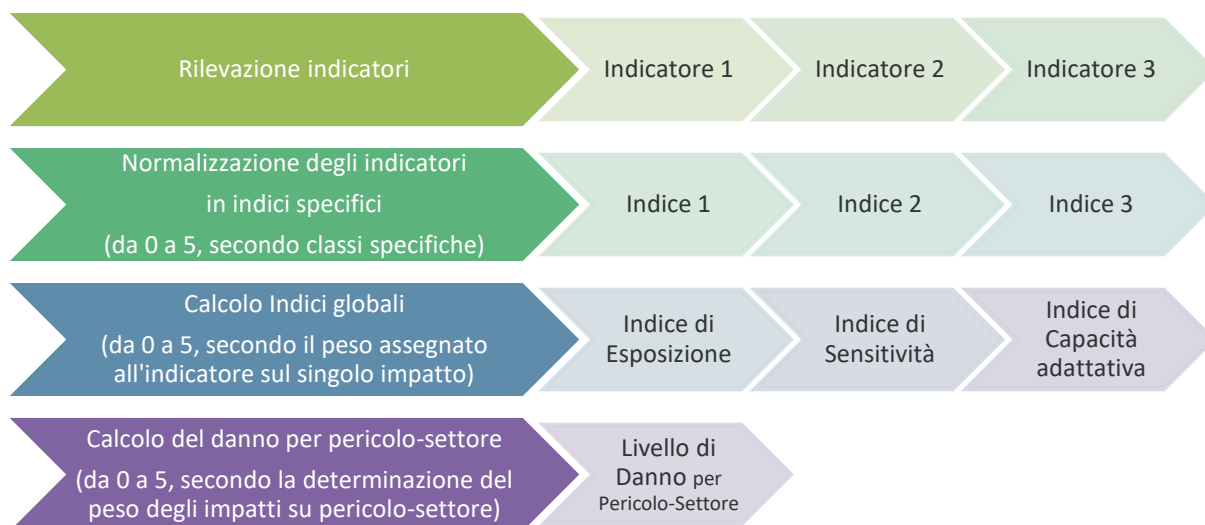 Rilevazione indicatori
Indicatore 1
Indicatore 2
Indicatore 3
Normalizzazione degli indicatori
in indici specifici
(da 0 a 5, secondo classi specifiche)
Indice 1
Indice 2
Indice 3
Calcolo Indici globali
(da 0 a 5, secondo il peso assegnato
all'indicatore sul singolo impatto)
Indice di
Esposizione
Indice di
Sensitività
Indice di
Capacità
adattativa
Calcolo del danno per pericolo-settore
(da 0 a 5, secondo la determinazione del
peso degli impatti su pericolo-settore)
Livello di
Danno per
Pericolo-Settore